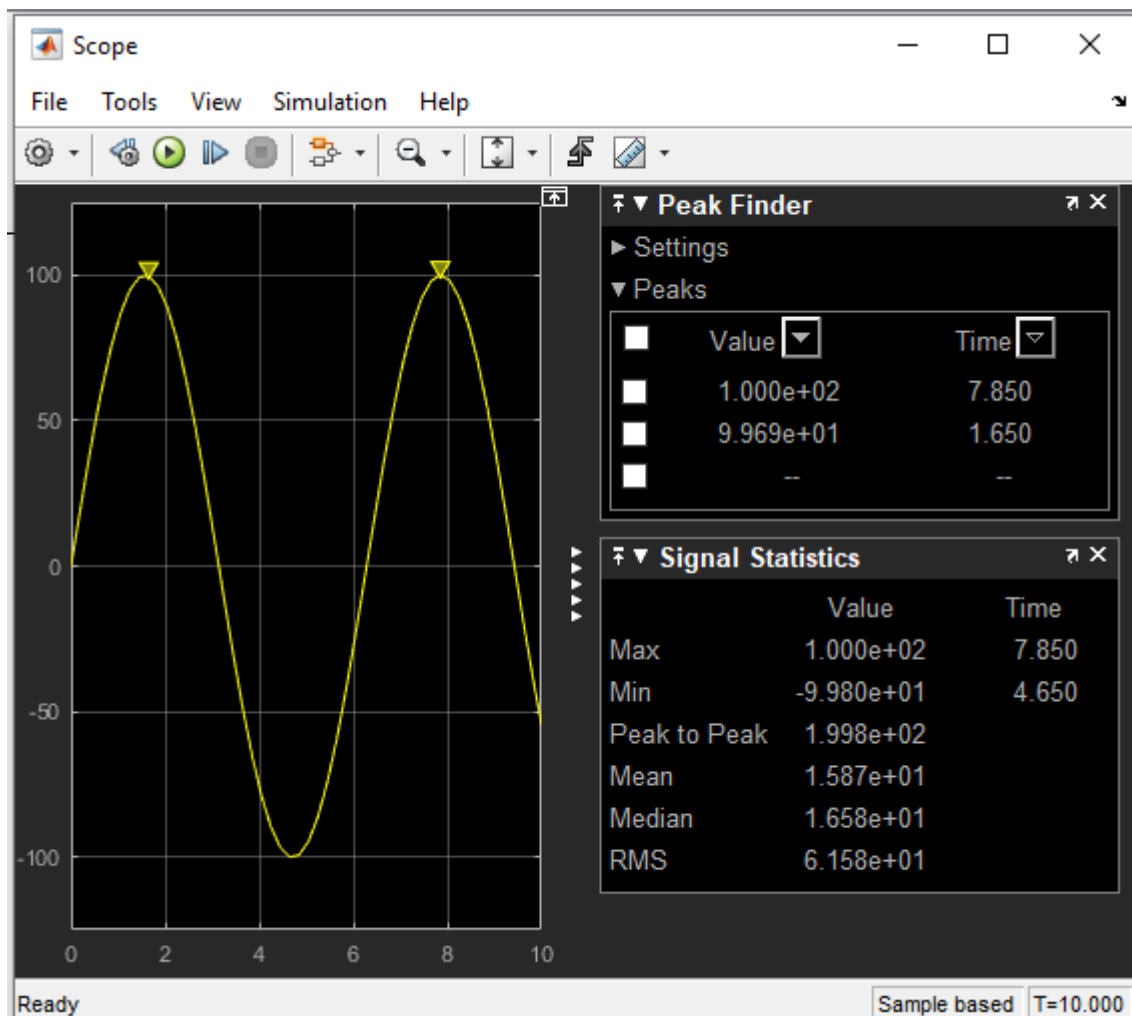 Scope
File Tools View Simulation Help
100
50
0
-50
-100
0 2 4 6 8 10
Peak Finder
Settings
Peaks
Value Time
1.000e+02 7.850
9.969e+01 1.650
-- --
Signal Statistics
Value Time
Max 1.000e+02 7.850
Min -9.980e+01 4.650
Peak to Peak 1.998e+02
Mean 1.587e+01
Median 1.658e+01
RMS 6.158e+01
Ready Sample based T=10.000